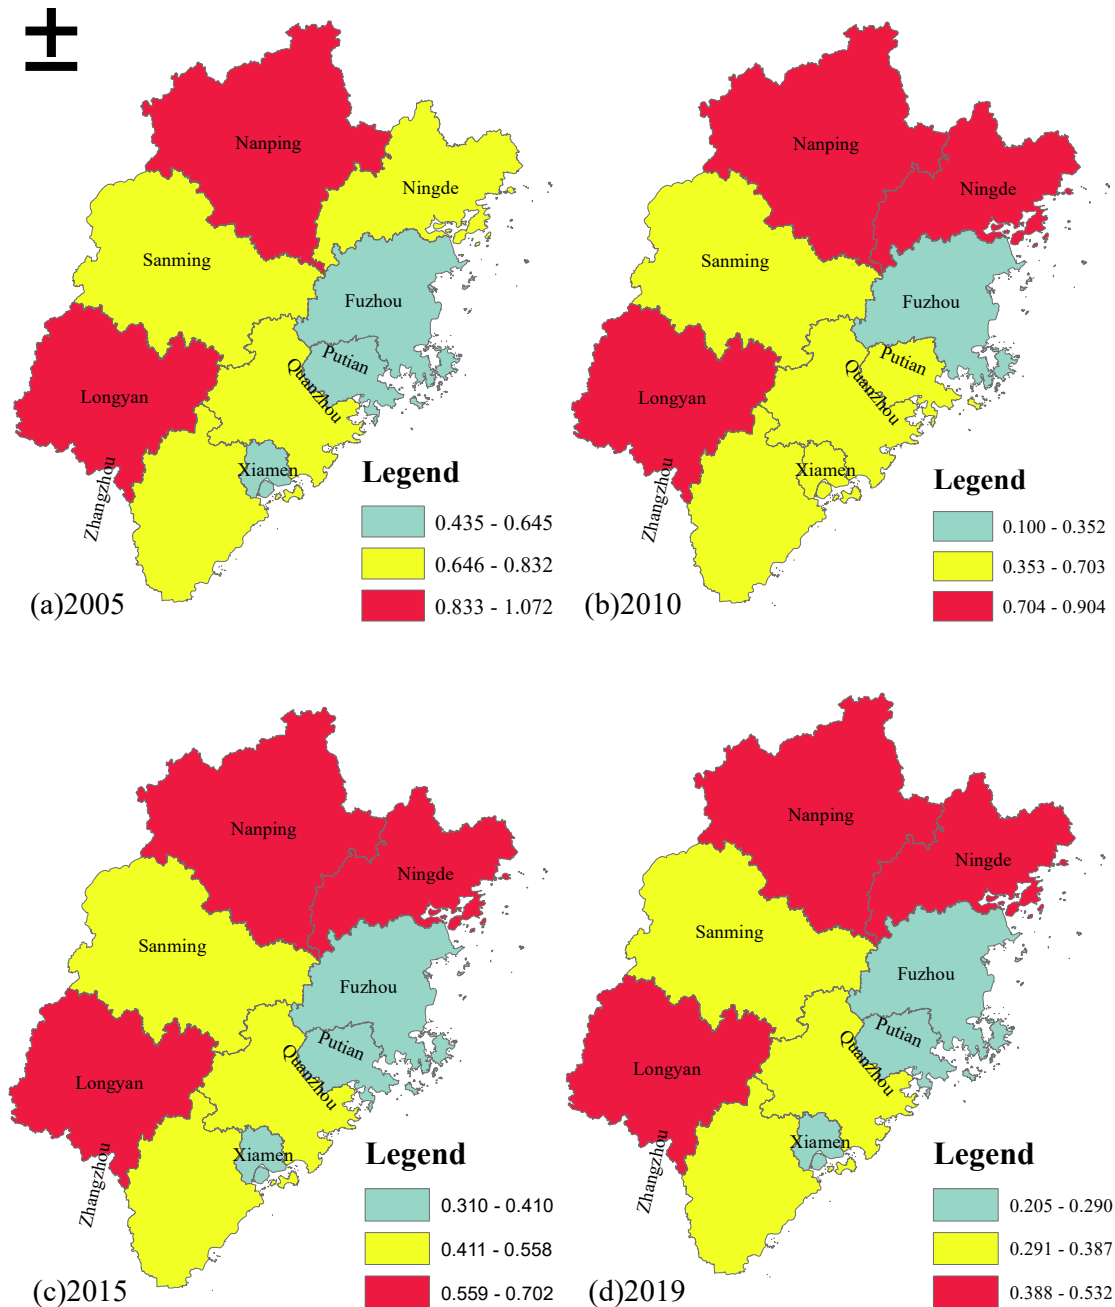 ±
Nanping
Ningde
Sanming
Fuzhou
Putian
Quanzhou
Longyan
Xiamen
Zhangzhou
Legend
0.435 - 0.645
0.646 - 0.832
0.833 - 1.072
(a)2005
Nanping
Ningde
Sanming
Fuzhou
Putian
Quanzhou
Longyan
Xiamen
Zhangzhou
Legend
0.100 - 0.352
0.353 - 0.703
0.704 - 0.904
(b)2010
Nanping
Ningde
Sanming
Fuzhou
Putian
Quanzhou
Longyan
Xiamen
Zhangzhou
Legend
0.310 - 0.410
0.411 - 0.558
0.559 - 0.702
(c)2015
Nanping
Ningde
Sanming
Fuzhou
Putian
Quanzhou
Longyan
Xiamen
Zhangzhou
Legend
0.205 - 0.290
0.291 - 0.387
0.388 - 0.532
(d)2019